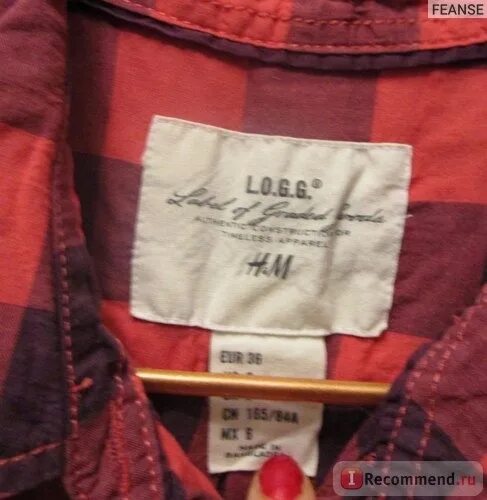 FEANSE
L.O.G.G.®
Label of Graded Goods
AUTHENTIC CONSTRUCTION FOR
TIMELESS APPAREL
H&M
EUR 36
CN 165/84A
MX 6
MADE IN
BANGLADESH
I Recommend.ru